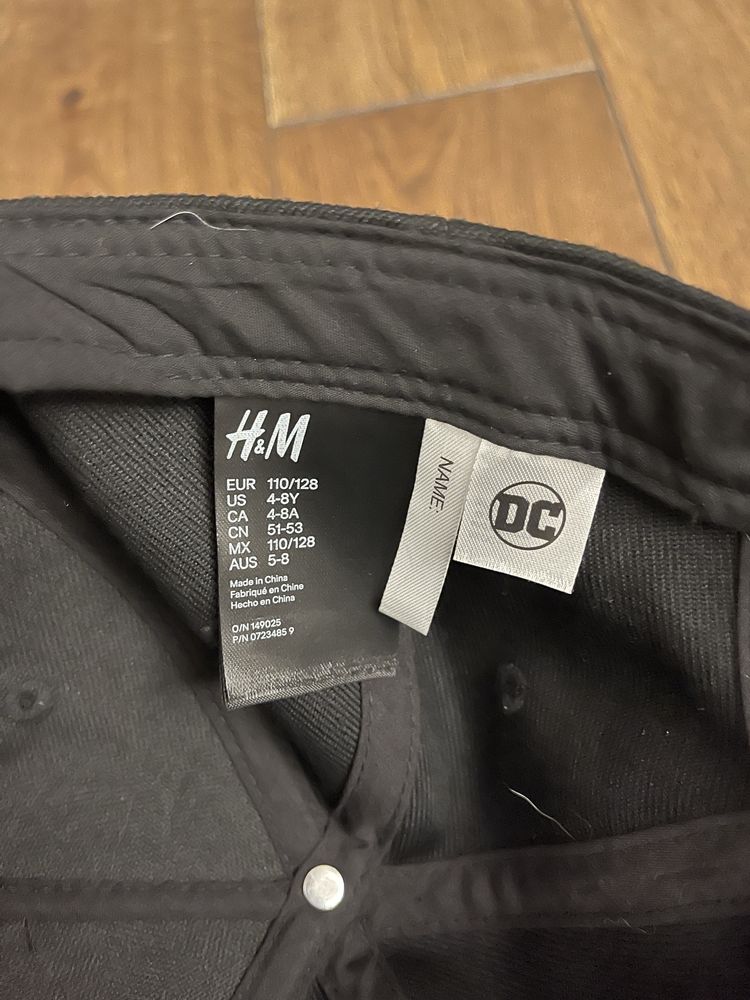 H&M
EUR 110/128
US 4-8Y
CA 4-8A
CN 51-53
MX 110/128
AUS 5-8
Made in China
Fabriqué en Chine
Hecho en China
O/N 149025
P/N 0723485 9
NAME:
DC